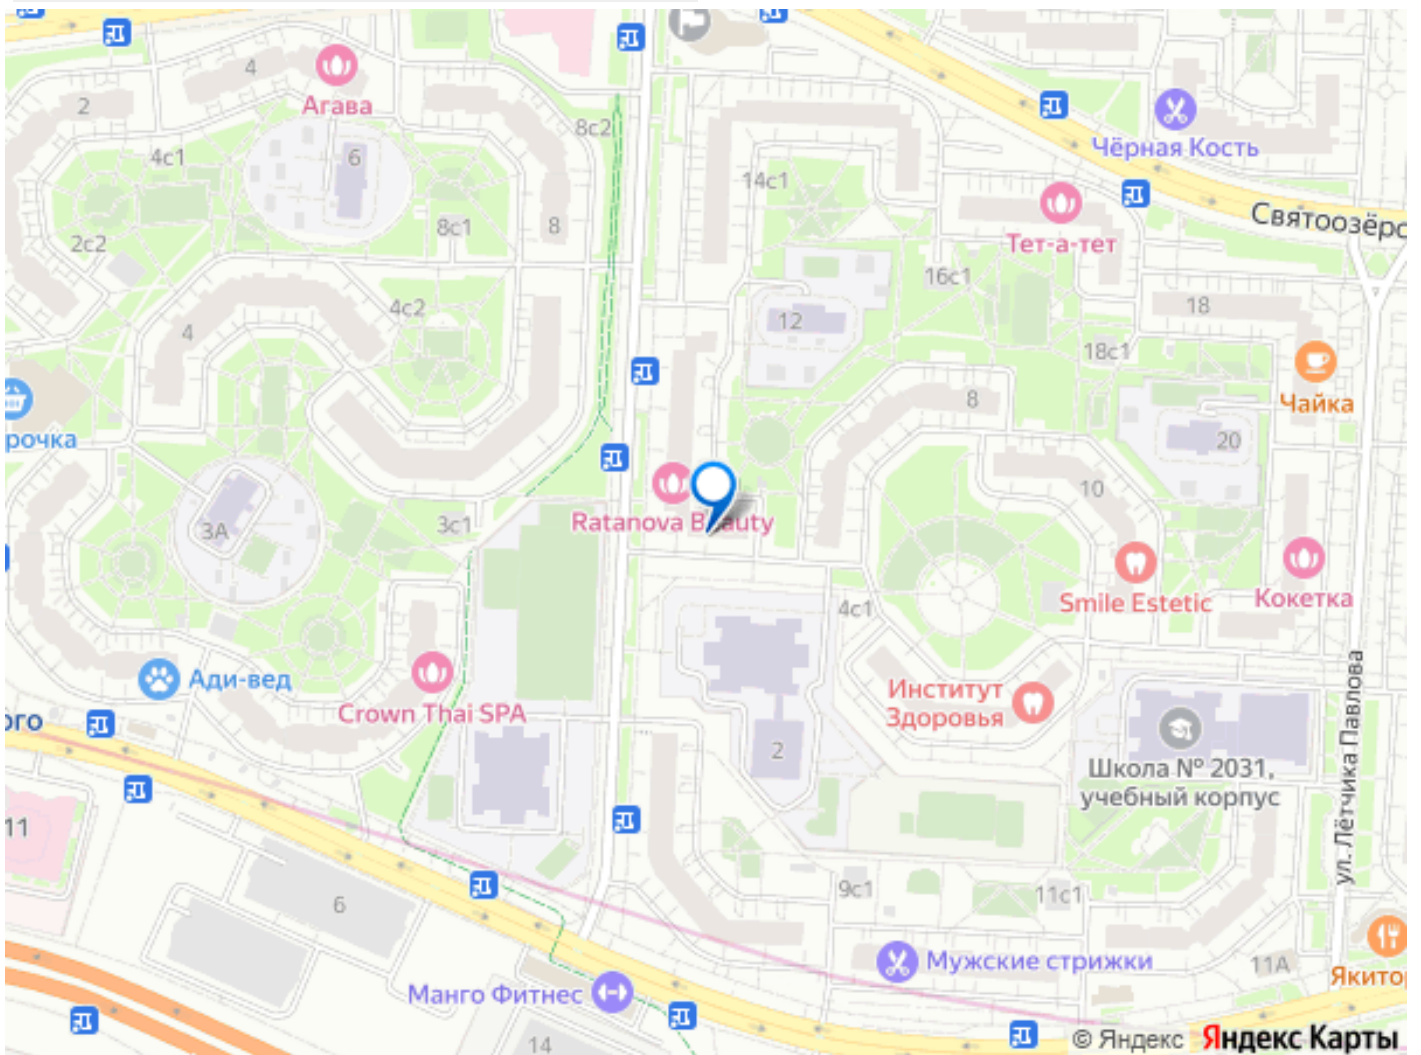 4
2
Агава
8с2
Чёрная Кость
4с1
6
14с1
Святоозёрс
2с2
8с1
8
Тет-а-тет
16с1
4с2
18
12
4
18с1
8
Чайка
рочка
20
10
3А
3с1
Ratanova Beauty
4с1
Smile Estetic
Кокетка
Ади-вед
Институт
Здоровья
ого
Crown Thai SPA
2
Школа № 2031,
учебный корпус
ул. Лётчика Павлова
11
9с1
11с1
6
Мужские стрижки
11А
Якитор
Манго Фитнес
14
© Яндекс Яндекс Карты